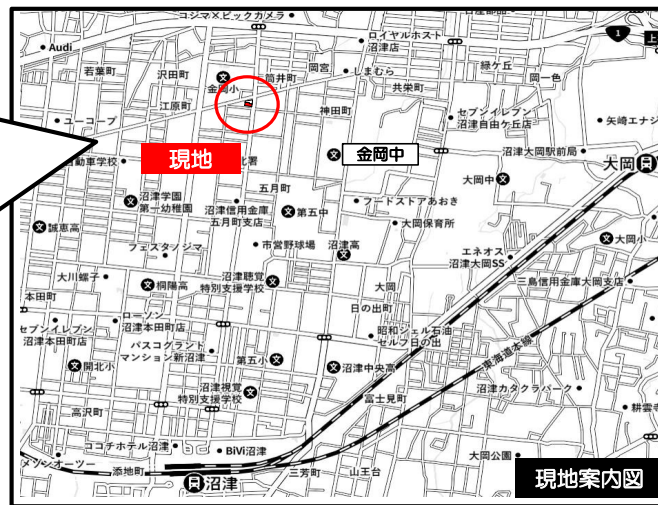 コジマ×ビックカメラ
Audi
ロイヤルホスト
沼津店
1
上
若葉町
沢田町
岡宮
しまむら
緑ケ丘
岡一色
金岡小
筒井町
共栄町
江原町
神田町
ユーコープ
セブンイレブン
沼津自由ケ丘店
矢崎エナジ
現地
金岡中
沼津大岡駅前局
自動車学校
北署
大岡
五月町
大岡中
沼津学園
第一幼稚園
沼津信用金庫
五月町支店
第五中
フードストアあおき
大岡保育所
誠恵高
フェスタノジマ
市営野球場
沼津高
エネオス
沼津大岡SS
大岡小
大川螺子
桐陽高
沼津聴覚
特別支援学校
大岡
三島信用金庫大岡支店
本田町
日の出町
セブンイレブン
沼津本田町店
ローソン
沼津本田町店
昭和シェル石油
セルフ日の出
東海道本線
パスコグラント
マンション新沼津
開北小
第五小
沼津中央高
沼津視覚
特別支援学校
沼津カタクラパーク
高沢町
富士見町
耕雲寺
ココチホテル沼津
BiVi沼津
大岡公園
メゾンオーツー
添地町
沼津
三芳町
山王台
現地案内図